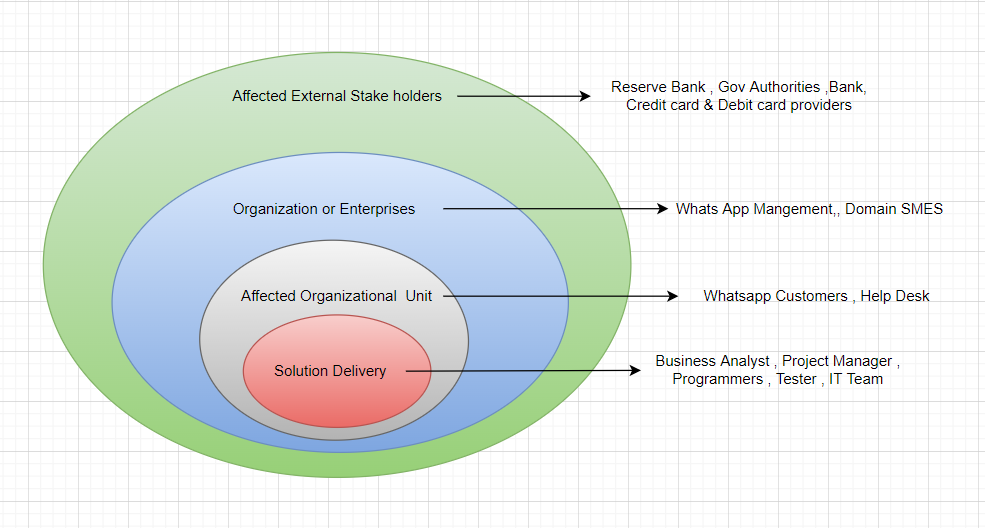 Affected External Stake holders
Reserve Bank , Gov Authorities ,Bank,
Credit card & Debit card providers
Organization or Enterprises
Whats App Mangement,, Domain SMES
Affected Organizational  Unit
Whatsapp Customers , Help Desk
Solution Delivery
Business Analyst , Project Manager ,
Programmers , Tester , IT Team